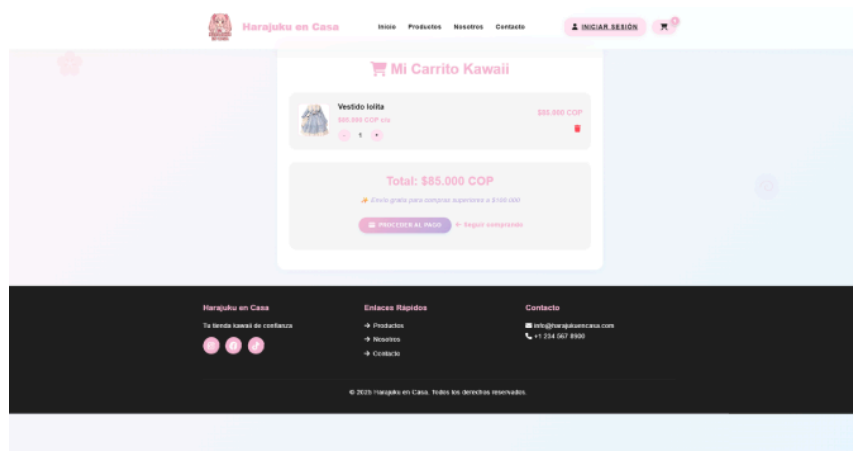 Harajuku en Casa
Inicio Productos Nosotros Contacto
INICIAR SESIÓN
Mi Carrito Kawaii
Vestido lolita
$85.000 COP c/u
$85.000 COP
- 1 +
Total: $85.000 COP
Envío gratis para compras superiores a $100.000
PROCEDER AL PAGO
← Seguir comprando
Harajuku en Casa
Tu tienda kawaii de confianza
Enlaces Rápidos
→ Productos
→ Nosotros
→ Contacto
Contacto
info@harajukuencasa.com
+1 234 567 8900
© 2025 Harajuku en Casa. Todos los derechos reservados.